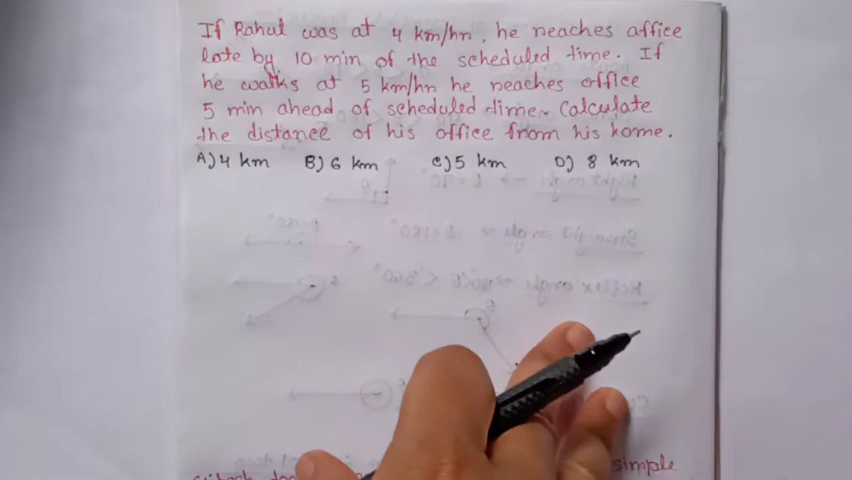 If Rahul was at 4 km/hr, he reaches office
late by 10 min of the scheduled time. If
he walks at 5 km/hr he reaches office
5 min ahead of scheduled time. Calculate
the distance of his office from his home.
A) 4 km B) 6 km C) 5 km D) 8 km
simple